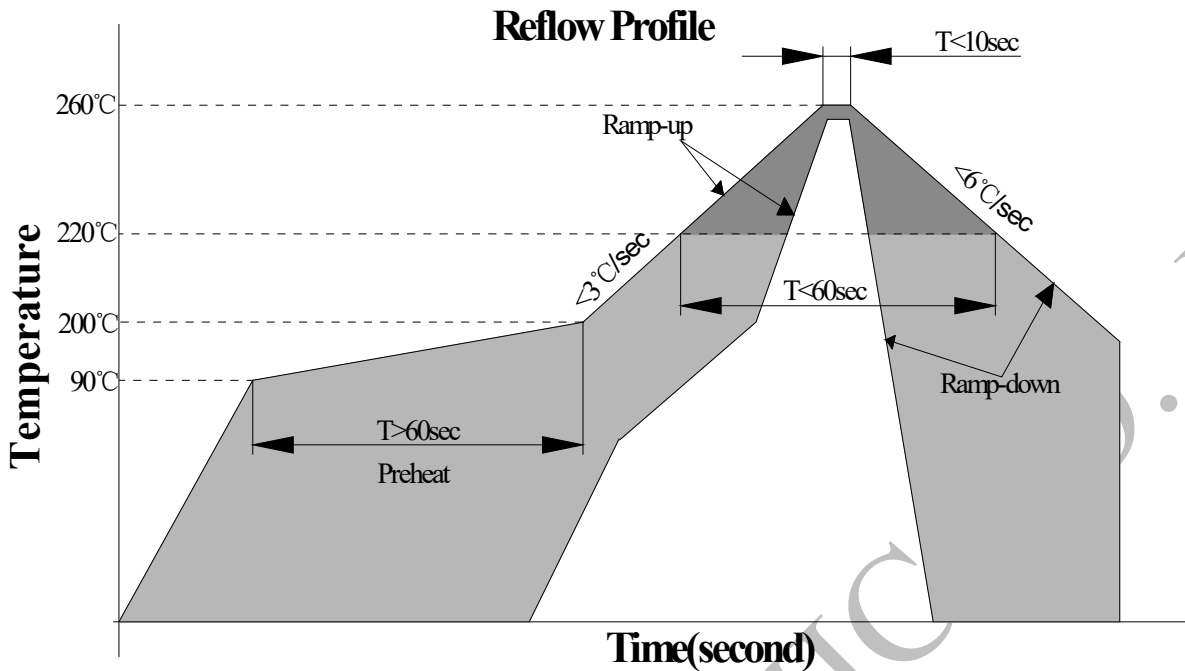 Reflow Profile
T<10sec
260℃
Ramp-up
<6℃/sec
220℃
<3℃/sec
T<60sec
200℃
90℃
Ramp-down
T>60sec
Preheat
Temperature
Time(second)